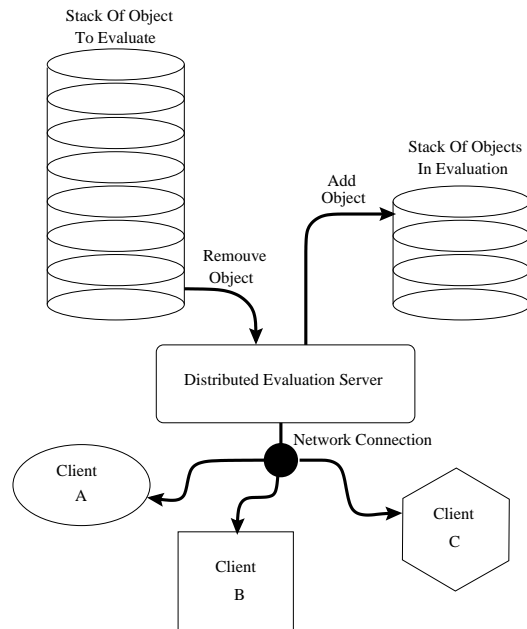 Stack Of Object
To Evaluate
Stack Of Objects
In Evaluation
Add
Object
Remouve
Object
Distributed Evaluation Server
Network Connection
Client
A
Client
B
Client
C